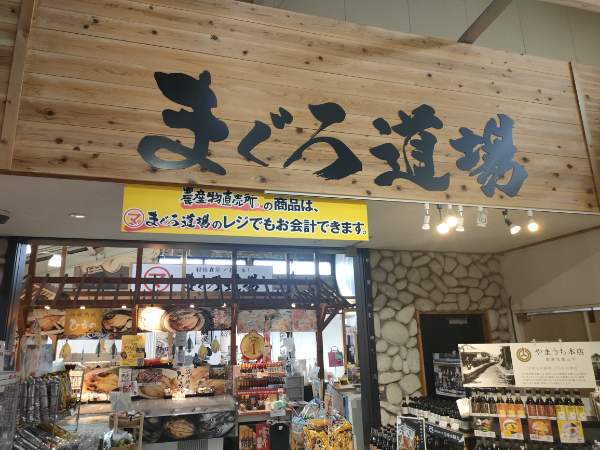 まぐろ道場
農産物直売所の商品は、
マ まぐろ道場のレジでもお会計できます。
やまうち本店